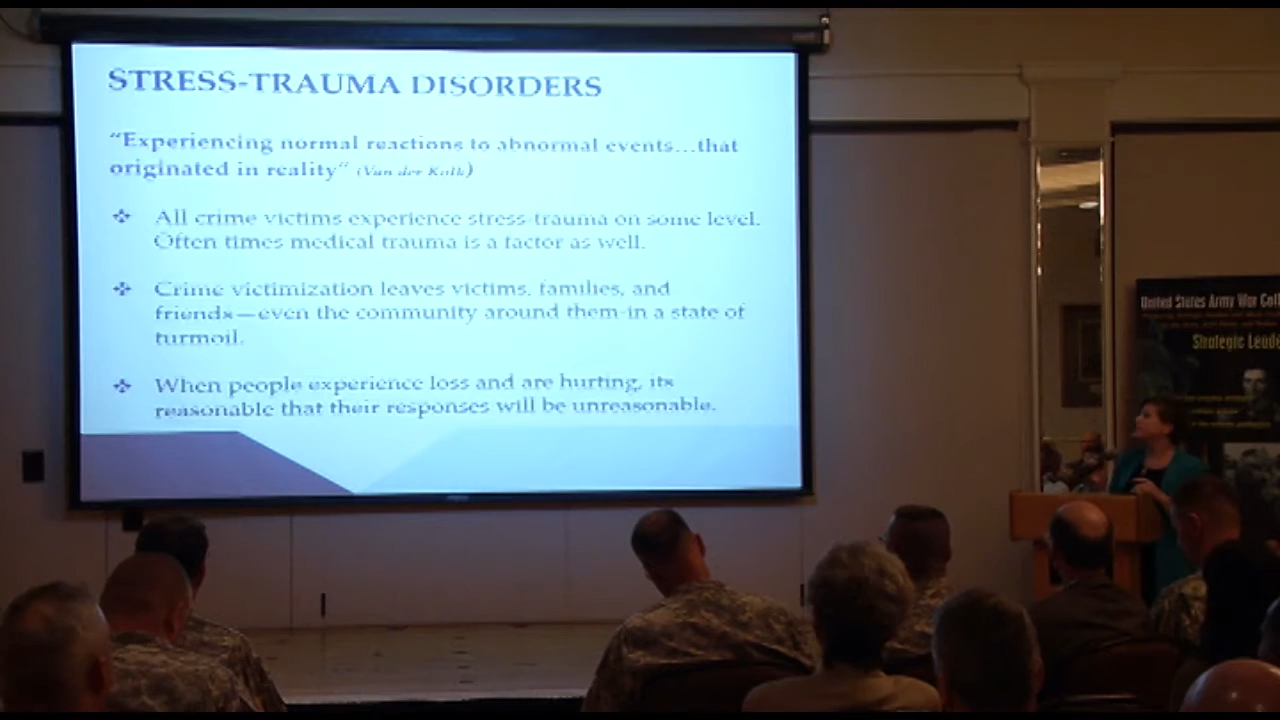 STRESS-TRAUMA DISORDERS
“Experiencing normal reactions to abnormal events...that
originated in reality” (Van der Kolk)
❖ All crime victims experience stress-trauma on some level.
Often times medical trauma is a factor as well.
❖ Crime victimization leaves victims, families, and
friends—even the community around them-in a state of
turmoil.
❖ When people experience loss and are hurting, its
reasonable that their responses will be unreasonable.
United States Army War Coll
Strategic Leade